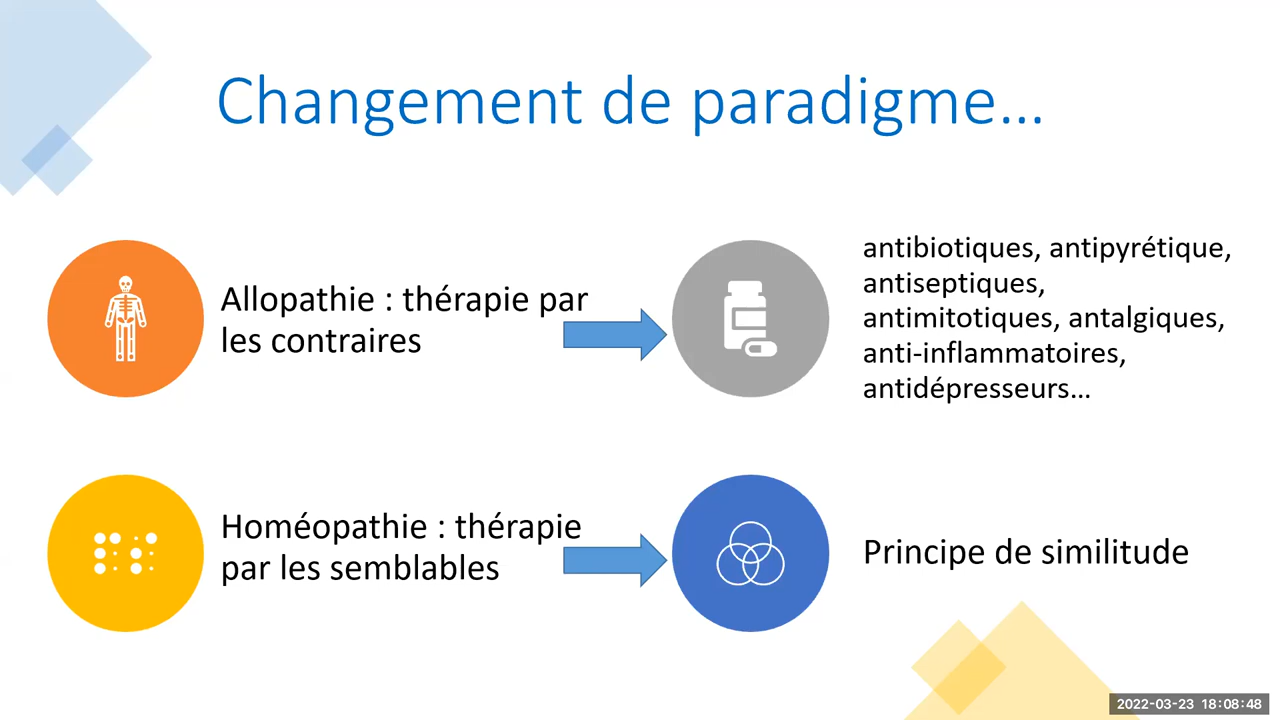 Changement de paradigme...
Allopathie : thérapie par
les contraires
antibiotiques, antipyrétique,
antiseptiques,
antimitotiques, antalgiques,
anti-inflammatoires,
antidépresseurs...
Homéopathie : thérapie
par les semblables
Principe de similitude
2022-03-23 18:08:48